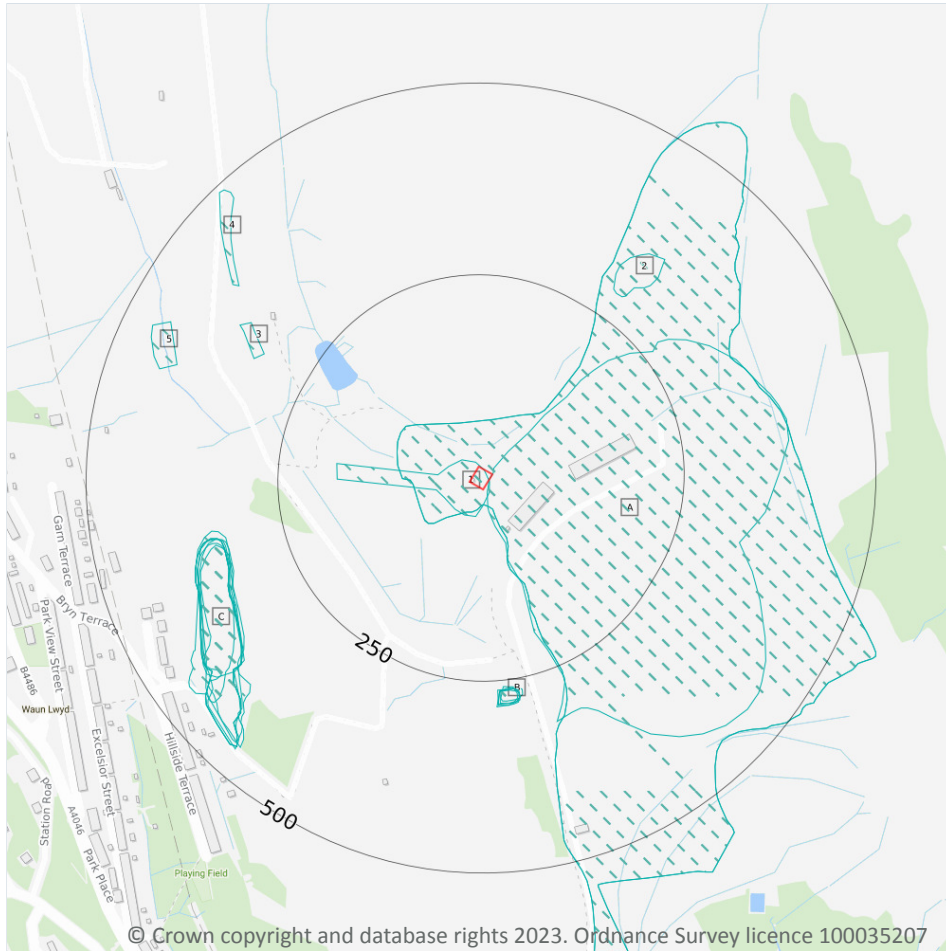 4
2
5
3
1
A
Garn Terrace
Park View Street
Bryn Terrace
C
250
B4486
Waun Lwyd
B
Excelsior Street
Hillside Terrace
Station Road
A4046
500
Park Place
Playing Field
© Crown copyright and database rights 2023. Ordnance Survey licence 100035207